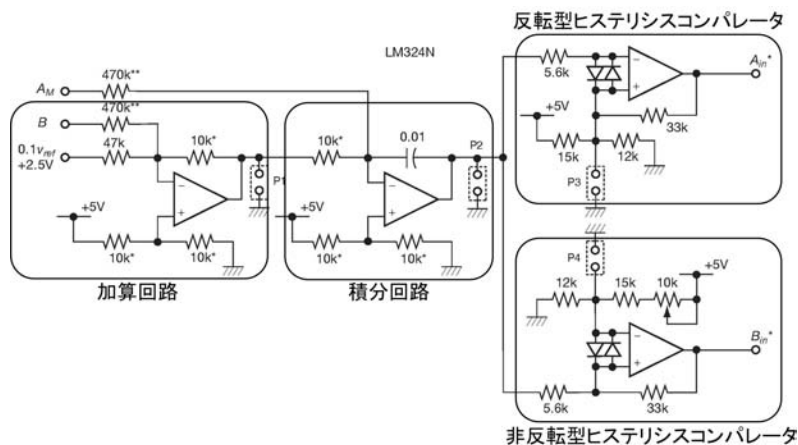 反転型ヒステリシスコンパレータ
LM324N
A_M
470k**
B
470k**
0.1v_ref
+2.5V
47k
10k*
P1
+5V
10k*
10k*
加算回路
10k*
0.01
P2
+5V
10k*
10k*
積分回路
5.6k
−
+
A_in*
+5V
33k
15k
12k
P3
P4
12k
15k
10k
+5V
−
+
B_in*
5.6k
33k
−
+
−
+
非反転型ヒステリシスコンパレータ